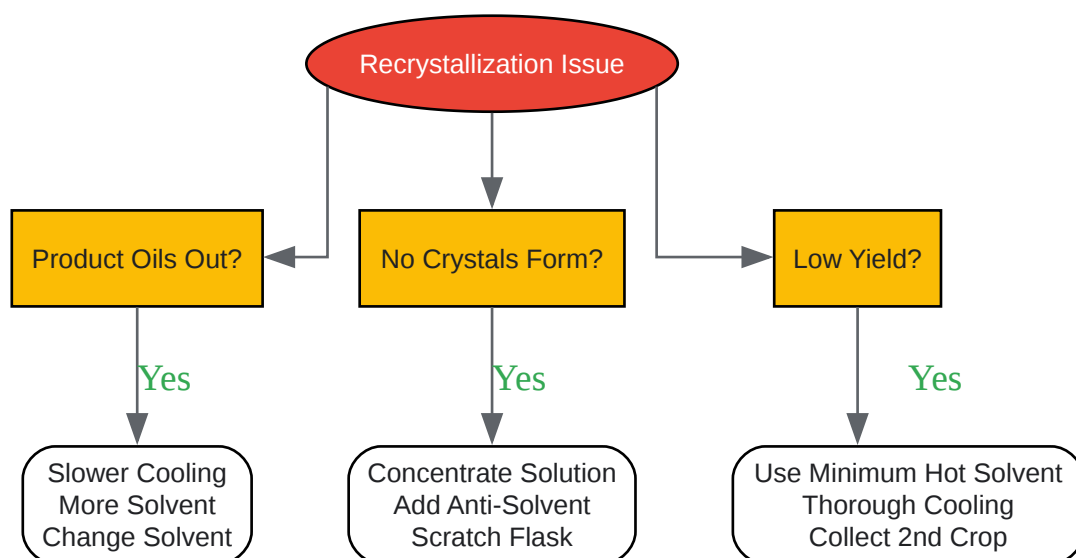 Recrystallization Issue
Product Oils Out?
No Crystals Form?
Low Yield?
Yes
Yes
Yes
Slower Cooling
More Solvent
Change Solvent
Concentrate Solution
Add Anti-Solvent
Scratch Flask
Use Minimum Hot Solvent
Thorough Cooling
Collect 2nd Crop